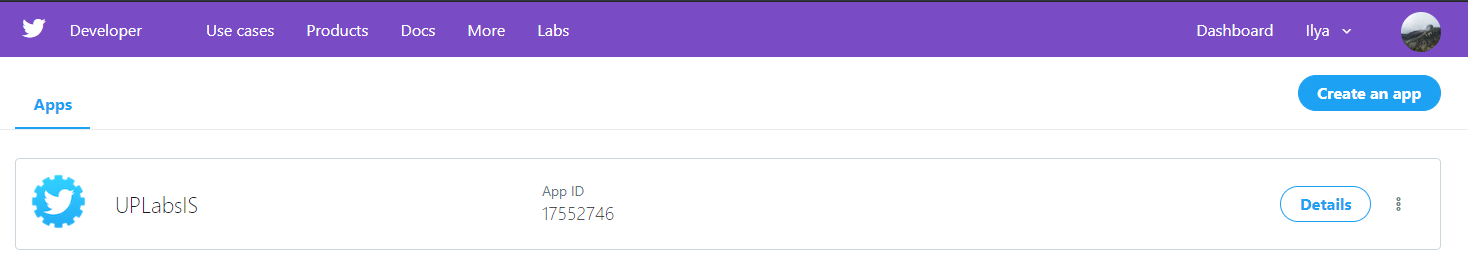 Developer Use cases Products Docs More Labs Dashboard Ilya
Apps Create an app
App ID
UPLabsIS 17552746 Details